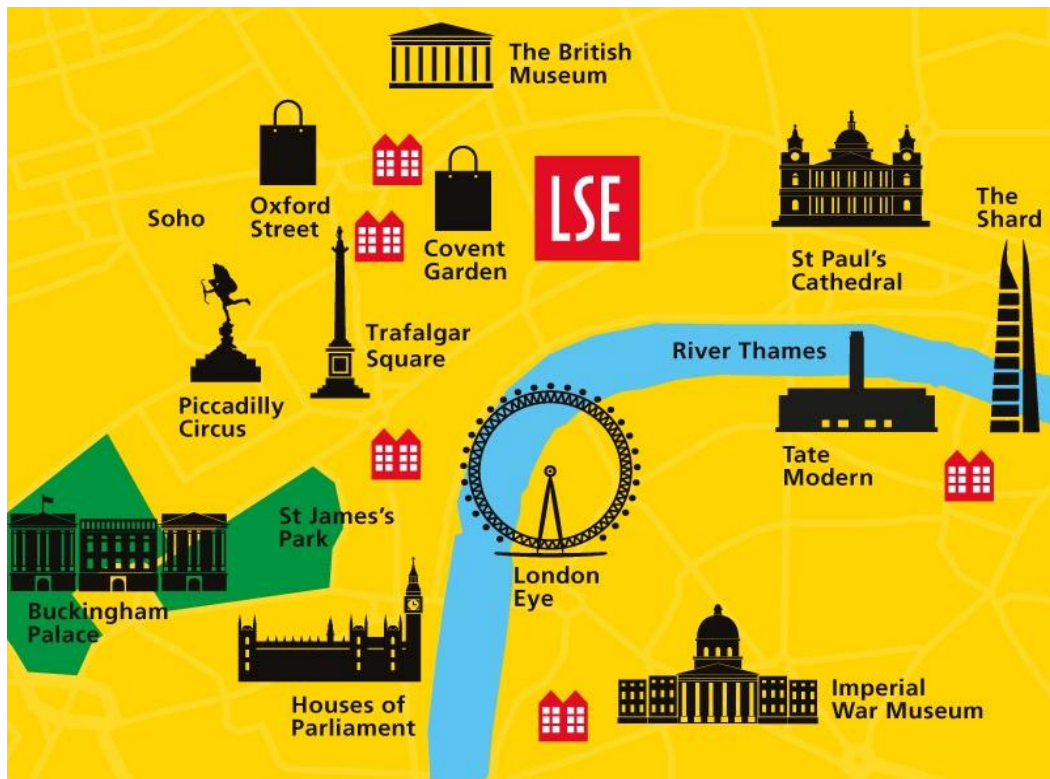 The British
Museum
Oxford
Street
Soho
Covent
Garden
LSE
The
Shard
St Paul's
Cathedral
Trafalgar
Square
River Thames
Piccadilly
Circus
Tate
Modern
St James's
Park
London
Eye
Buckingham
Palace
Houses of
Parliament
Imperial
War Museum